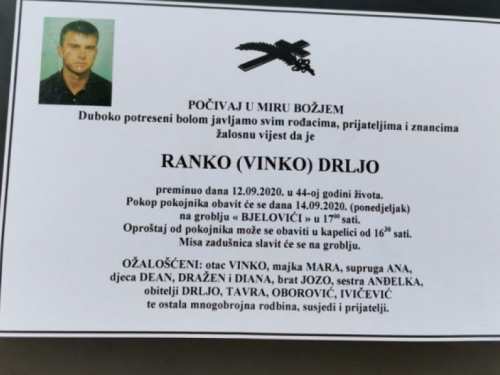 POČIVAJ U MIRU BOŽJEM
Duboko potreseni bolom javljamo svim rođacima, prijateljima i znancima
žalosnu vijest da je
RANKO (VINKO) DRLJO
preminuo dana 12.09.2020. u 44-oj godini života.
Pokop pokojnika obavit će se dana 14.09.2020. (ponedjeljak)
na groblju « BJELOVIĆI » u 17⁰⁰ sati.
Oproštaj od pokojnika može se obaviti u kapelici od 16³⁰ sati.
Misa zadušnica slavit će se na groblju.
OŽALOŠĆENI: otac VINKO, majka MARA, supruga ANA,
djeca DEAN, DRAŽEN i DIANA, brat JOZO, sestra ANĐELKA,
obitelji DRLJO, TAVRA, OBOROVIĆ, IVIČEVIĆ
te ostala mnogobrojna rodbina, susjedi i prijatelji.